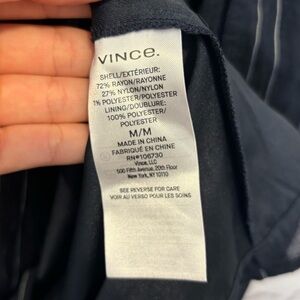 VINCE.
SHELL/EXTÉRIEUR:
72% RAYON/RAYONNE
27% NYLON/NYLON
1% POLYESTER/POLYESTER
LINING/DOUBLURE:
100% POLYESTER/
POLYESTER
M/M
MADE IN CHINA
FABRIQUÉ EN CHINE
RN#106730
Vince, LLC
500 Fifth Avenue, 20th Floor
New York, NY 10110
SEE REVERSE FOR CARE
VOIR AU VERSO POUR LES SOINS